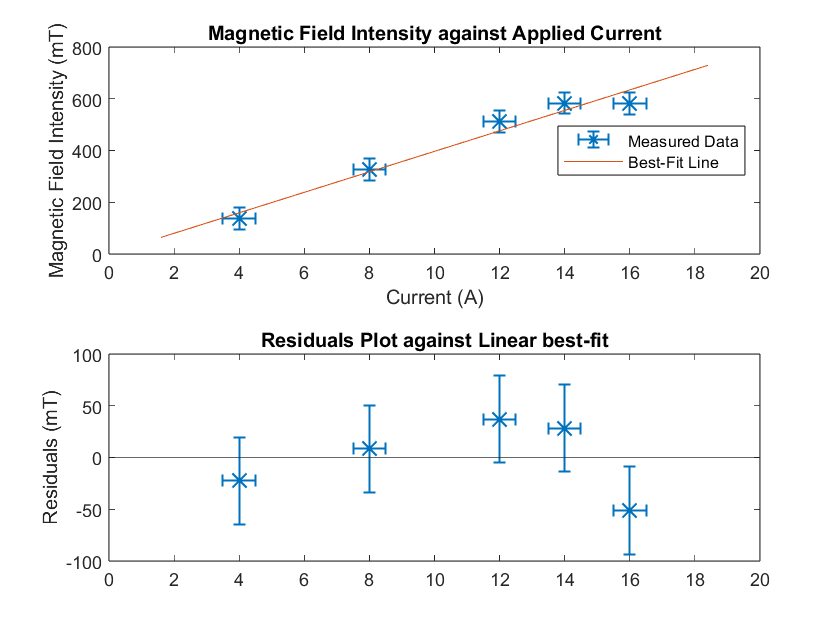 Magnetic Field Intensity against Applied Current
Magnetic Field Intensity (mT)
800
600
400
200
0
0 2 4 6 8 10 12 14 16 18 20
Current (A)
Measured Data
Best-Fit Line
Residuals Plot against Linear best-fit
Residuals (mT)
100
50
0
-50
-100
0 2 4 6 8 10 12 14 16 18 20